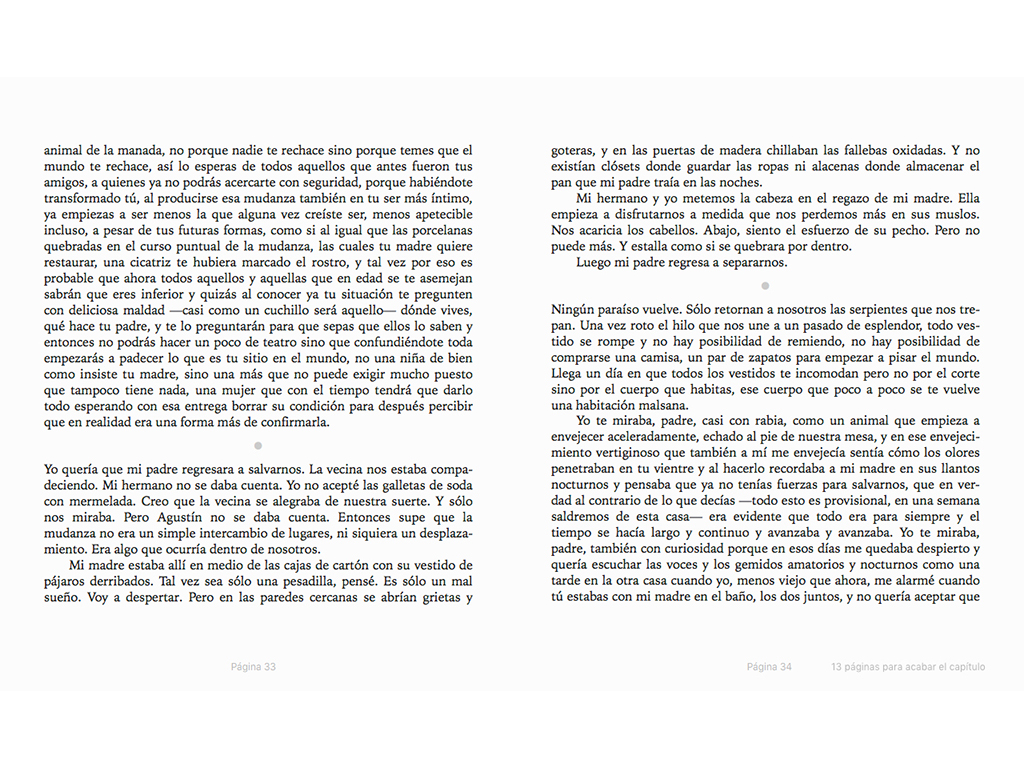 animal de la manada, no porque nadie te rechace sino porque temes que el
mundo te rechace, así lo esperas de todos aquellos que antes fueron tus
amigos, a quienes ya no podrás acercarte con seguridad, porque habiéndote
transformado tú, al producirse esa mudanza también en tu ser más íntimo,
ya empiezas a ser menos la que alguna vez creíste ser, menos apetecible
incluso, a pesar de tus futuras formas, como si al igual que las porcelanas
quebradas en el curso puntual de la mudanza, las cuales tu madre quiere
restaurar, una cicatriz te hubiera marcado el rostro, y tal vez por eso es
probable que ahora todos aquellos y aquellas que en edad se te asemejan
sabrán que eres inferior y quizás al conocer ya tu situación te pregunten
con deliciosa maldad —casi como un cuchillo será aquello— dónde vives,
qué hace tu padre, y te lo preguntarán para que sepas que ellos lo saben y
entonces no podrás hacer un poco de teatro sino que confundiéndote toda
empezarás a padecer lo que es tu sitio en el mundo, no una niña de bien
como insiste tu madre, sino una más que no puede exigir mucho puesto
que tampoco tiene nada, una mujer que con el tiempo tendrá que darlo
todo esperando con esa entrega borrar su condición para después percibir
que en realidad era una forma más de confirmarla.
Yo quería que mi padre regresara a salvarnos. La vecina nos estaba compa-
deciendo. Mi hermano no se daba cuenta. Yo no acepté las galletas de soda
con mermelada. Creo que la vecina se alegraba de nuestra suerte. Y sólo
nos miraba. Pero Agustín no se daba cuenta. Entonces supe que la
mudanza no era un simple intercambio de lugares, ni siquiera un desplaza-
miento. Era algo que ocurría dentro de nosotros.
Mi madre estaba allí en medio de las cajas de cartón con su vestido de
pájaros derribados. Tal vez sea sólo una pesadilla, pensé. Es sólo un mal
sueño. Voy a despertar. Pero en las paredes cercanas se abrían grietas y
Página 33
goteras, y en las puertas de madera chillaban las fallebas oxidadas. Y no
existían clósets donde guardar las ropas ni alacenas donde almacenar el
pan que mi padre traía en las noches.
Mi hermano y yo metemos la cabeza en el regazo de mi madre. Ella
empieza a disfrutarnos a medida que nos perdemos más en sus muslos.
Nos acaricia los cabellos. Abajo, siento el esfuerzo de su pecho. Pero no
puede más. Y estalla como si se quebrara por dentro.
Luego mi padre regresa a separarnos.
Ningún paraíso vuelve. Sólo retornan a nosotros las serpientes que nos tre-
pan. Una vez roto el hilo que nos une a un pasado de esplendor, todo ves-
tido se rompe y no hay posibilidad de remiendo, no hay posibilidad de
comprarse una camisa, un par de zapatos para empezar a pisar el mundo.
Llega un día en que todos los vestidos te incomodan pero no por el corte
sino por el cuerpo que habitas, ese cuerpo que poco a poco se te vuelve
una habitación malsana.
Yo te miraba, padre, casi con rabia, como un animal que empieza a
envejecer aceleradamente, echado al pie de nuestra mesa, y en ese envejeci-
miento vertiginoso que también a mí me envejecía sentía cómo los olores
penetraban en tu vientre y al hacerlo recordaba a mi madre en sus llantos
nocturnos y pensaba que ya no tenías fuerzas para salvarnos, que en ver-
dad al contrario de lo que decías —todo esto es provisional, en una semana
saldremos de esta casa— era evidente que todo era para siempre y el
tiempo se hacía largo y continuo y avanzaba y avanzaba. Yo te miraba,
padre, también con curiosidad porque en esos días me quedaba despierto y
quería escuchar las voces y los gemidos amatorios y nocturnos como una
tarde en la otra casa cuando yo, menos viejo que ahora, me alarmé cuando
tú estabas con mi madre en el baño, los dos juntos, y no quería aceptar que
Página 34
13 páginas para acabar el capítulo